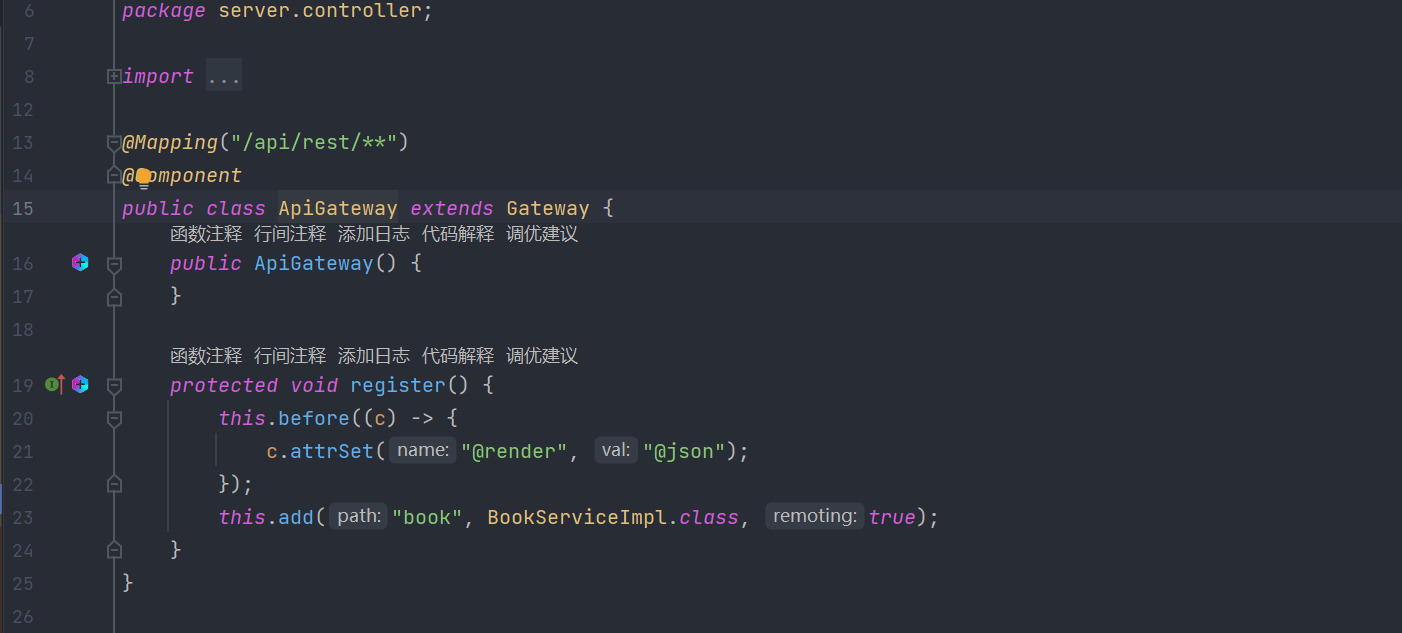 6 package server.controller;
7
8 import ...
12
13 @Mapping("/api/rest/**")
14 @Component
15 public class ApiGateway extends Gateway {
函数注释 行间注释 添加日志 代码解释 调优建议
16 public ApiGateway() {
17 }
18
函数注释 行间注释 添加日志 代码解释 调优建议
19 protected void register() {
20 this.before((c) -> {
21 c.attrSet( name: "@render", val: "@json");
22 });
23 this.add( path: "book", BookServiceImpl.class, remoting: true);
24 }
25 }
26